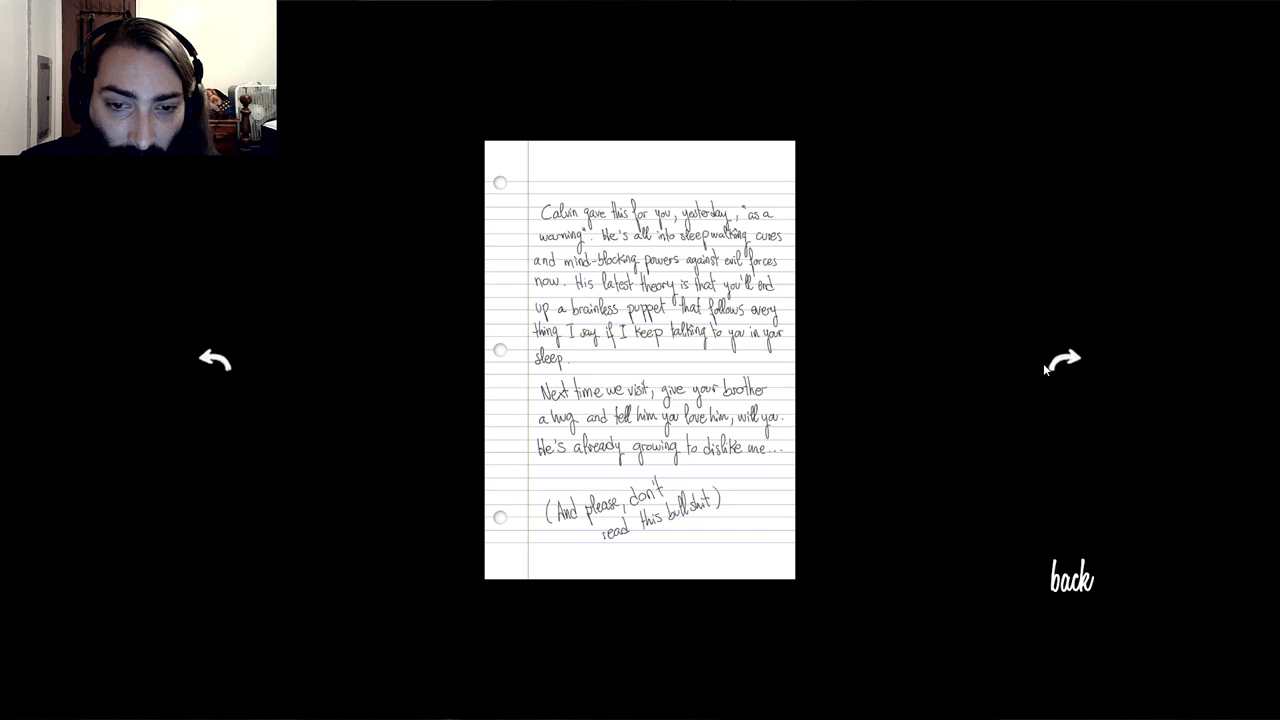 Calvin gave this for you, yesterday, "as a
warning". He's all into sleepwalking cures
and mind-blocking powers against evil forces
now. His latest theory is that you'll end
up a brainless puppet that follows every
thing I say if I keep talking to you in your
sleep.
Next time we visit, give your brother
a hug and tell him you love him, will you.
He's already growing to dislike me...
(And please, don't
read this bullshit)
back